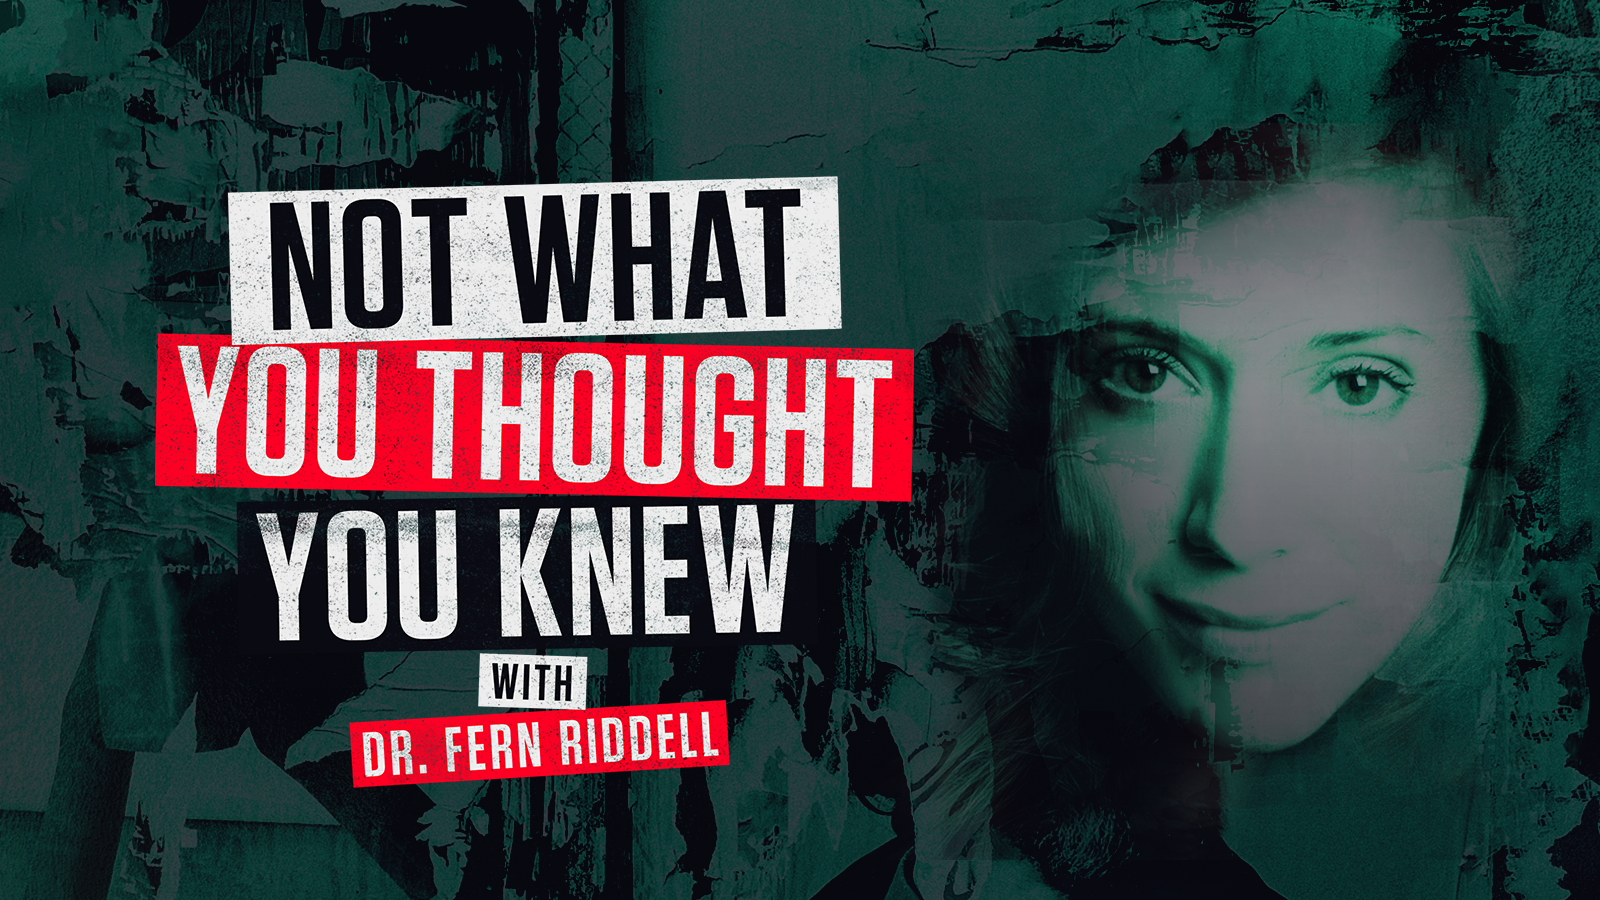 NOT WHAT
YOU THOUGHT
YOU KNEW
WITH
DR. FERN RIDDELL